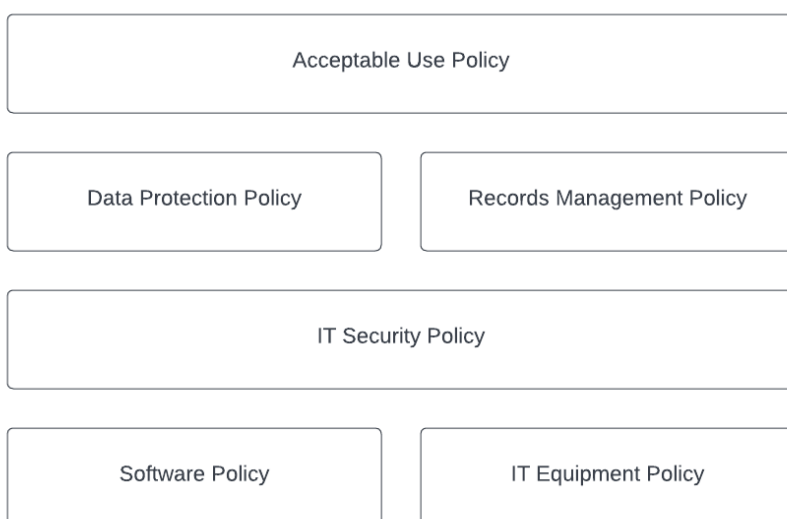 Acceptable Use Policy
Data Protection Policy
Records Management Policy
IT Security Policy
Software Policy
IT Equipment Policy